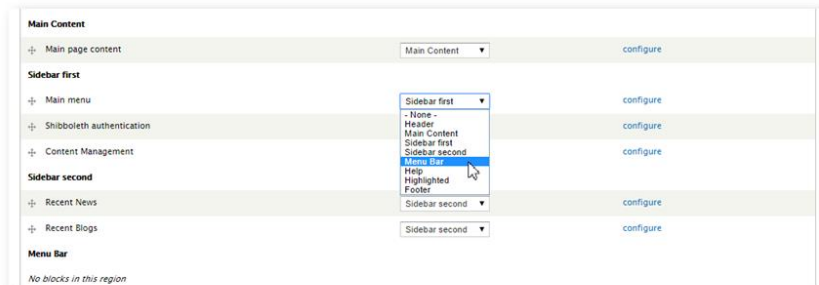 Main Content
Main page content Main Content configure
Sidebar first
Main menu Sidebar first configure
- None -
Header
Main Content
Shibboleth authentication configure
Sidebar first
Sidebar second
Content Management configure
Menu Bar
Help
Sidebar second
Highlighted
Footer
Recent News Sidebar second configure
Recent Blogs Sidebar second configure
Menu Bar
No blocks in this region